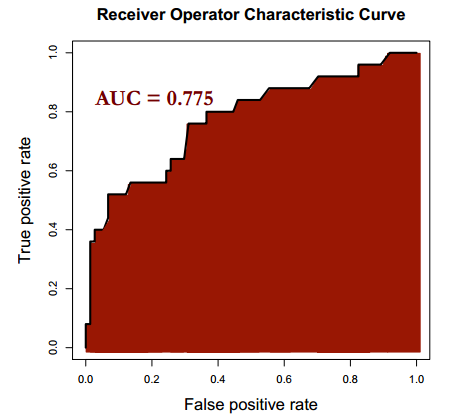 Receiver Operator Characteristic Curve
AUC = 0.775
True positive rate
1.0
0.8
0.6
0.4
0.2
0.0
0.0 0.2 0.4 0.6 0.8 1.0
False positive rate